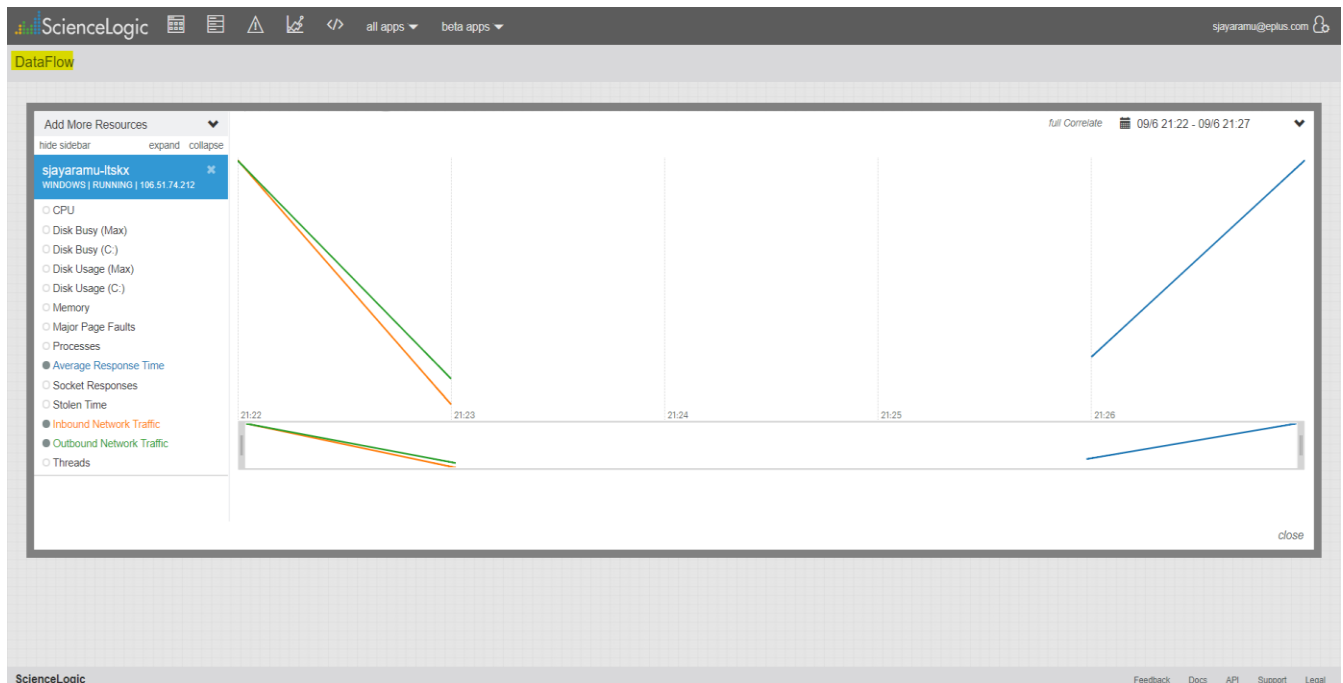 ScienceLogic all apps beta apps sjayaramu@eplus.com
DataFlow
Add More Resources
full Correlate 09/6 21:22 - 09/6 21:27
hide sidebar expand collapse
sjayaramu-ltskx
WINDOWS | RUNNING | 106.51.74.212
CPU
Disk Busy (Max)
Disk Busy (C:)
Disk Usage (Max)
Disk Usage (C:)
Memory
Major Page Faults
Processes
Average Response Time
Socket Responses
Stolen Time
Inbound Network Traffic
Outbound Network Traffic
Threads
21:22 21:23 21:24 21:25 21:26
close
ScienceLogic Feedback Docs API Support Legal